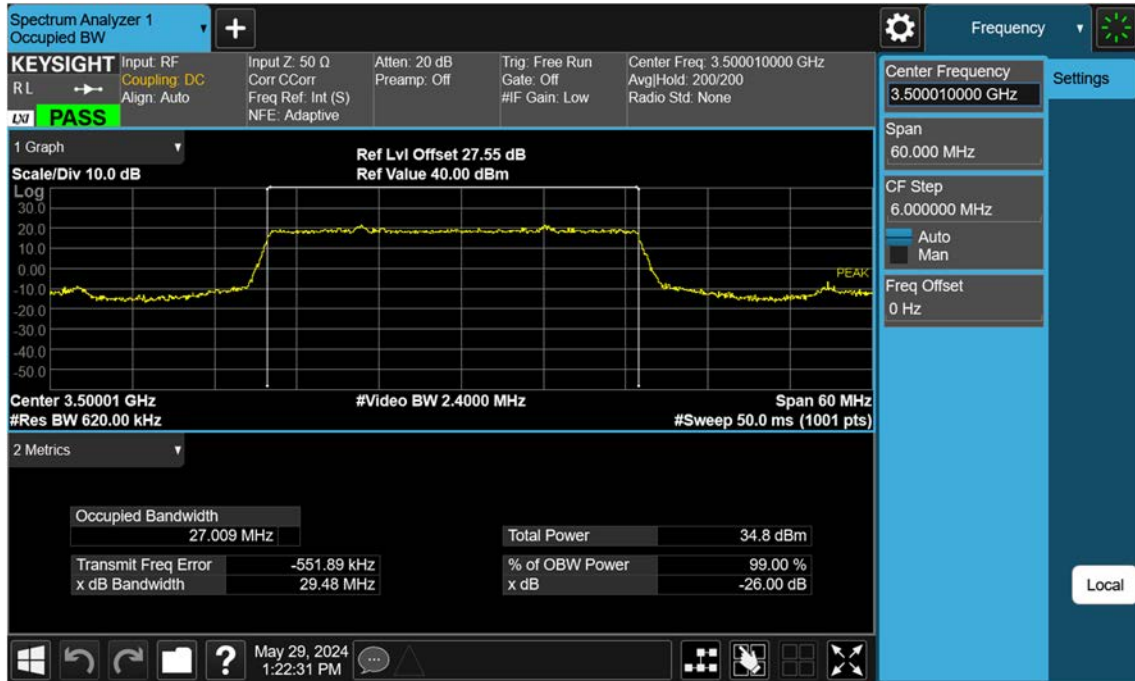 Spectrum Analyzer 1
Occupied BW
Frequency
KEYSIGHT
RL
LXI
PASS
Input: RF
Coupling: DC
Align: Auto
Input Z: 50 Ω
Corr CCorr
Freq Ref: Int (S)
NFE: Adaptive
Atten: 20 dB
Preamp: Off
Trig: Free Run
Gate: Off
#IF Gain: Low
Center Freq: 3.500010000 GHz
Avg|Hold: 200/200
Radio Std: None
Center Frequency
3.500010000 GHz
Settings
Span
60.000 MHz
CF Step
6.000000 MHz
Auto
Man
Freq Offset
0 Hz
Local
1 Graph
Scale/Div 10.0 dB
Ref Lvl Offset 27.55 dB
Ref Value 40.00 dBm
Log
30.0
20.0
10.0
0.00
-10.0
-20.0
-30.0
-40.0
-50.0
PEAK
Center 3.50001 GHz
#Video BW 2.4000 MHz
Span 60 MHz
#Res BW 620.00 kHz
#Sweep 50.0 ms (1001 pts)
2 Metrics
Occupied Bandwidth
27.009 MHz
Total Power 34.8 dBm
Transmit Freq Error -551.89 kHz
% of OBW Power 99.00 %
x dB Bandwidth 29.48 MHz
x dB -26.00 dB
May 29, 2024
1:22:31 PM